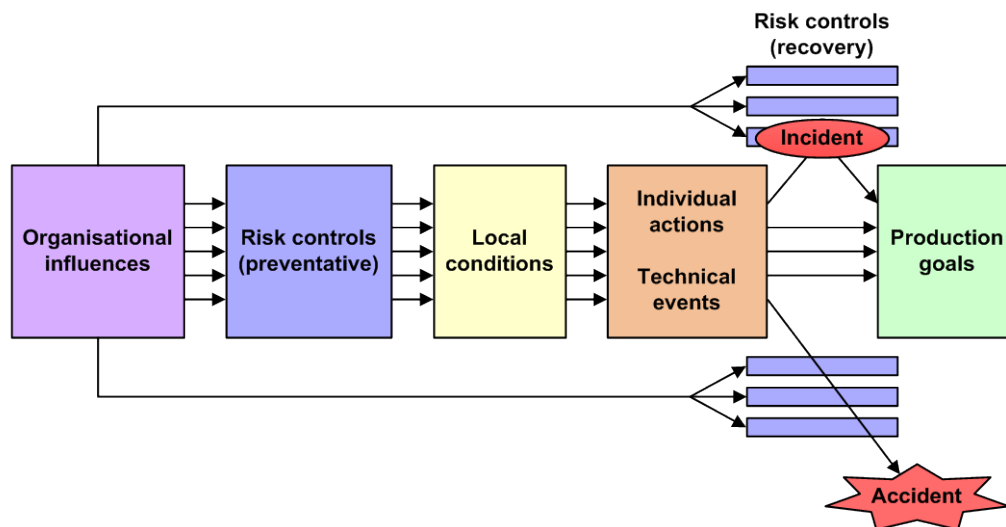 Risk controls
(recovery)
Incident
Organisational
influences
Risk controls
(preventative)
Local
conditions
Individual
actions
Technical
events
Production
goals
Accident